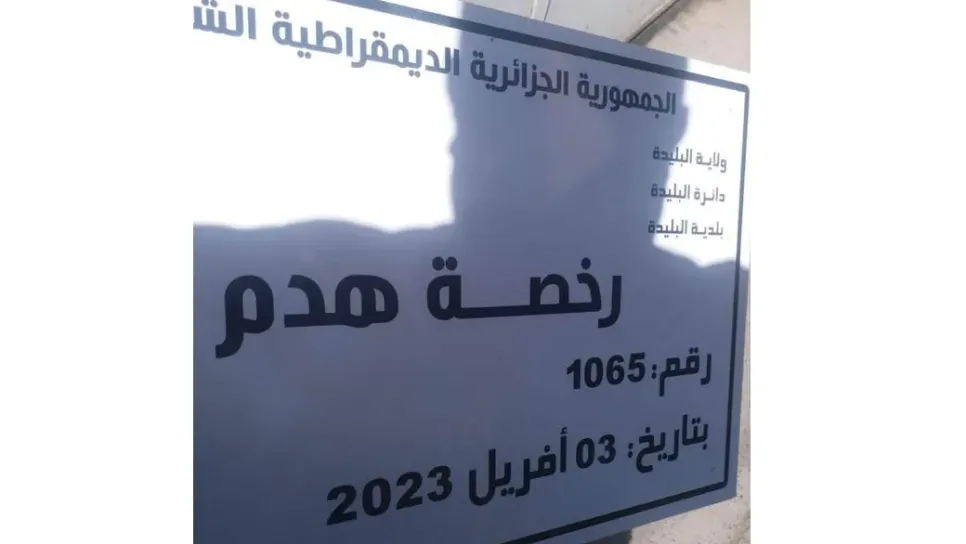 الجمهورية الجزائرية الديمقراطية
ولاية البليدة
دائرة البليدة
بلدية البليدة
رخصة هدم
رقم: 1065
بتاريخ: 03 أفريل 2023